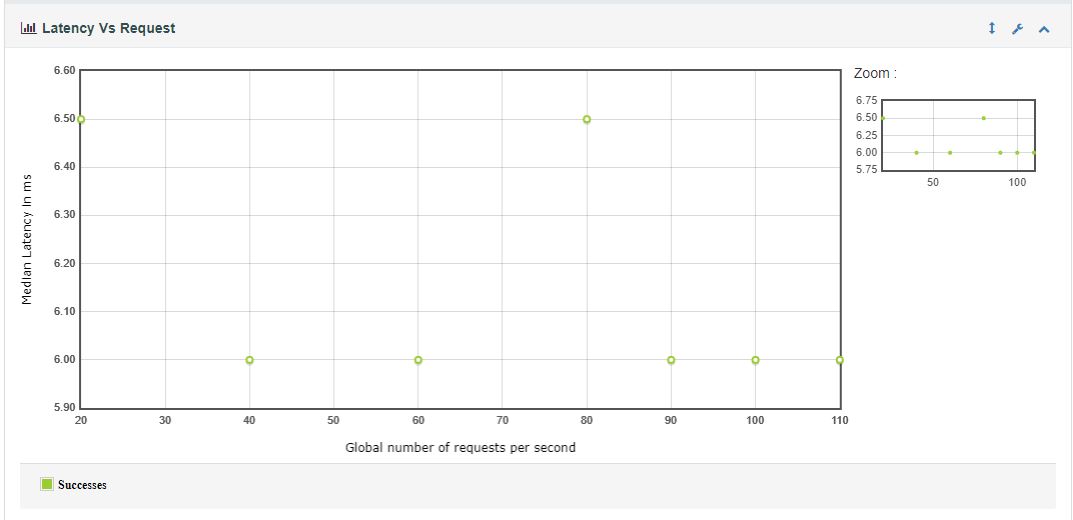 Latency Vs Request
6.60
6.50
6.40
6.30
6.20
6.10
6.00
5.90
Median Latency in ms
20 30 40 50 60 70 80 90 100 110
Global number of requests per second
Zoom :
6.75
6.50
6.25
6.00
5.75
50 100
Successes